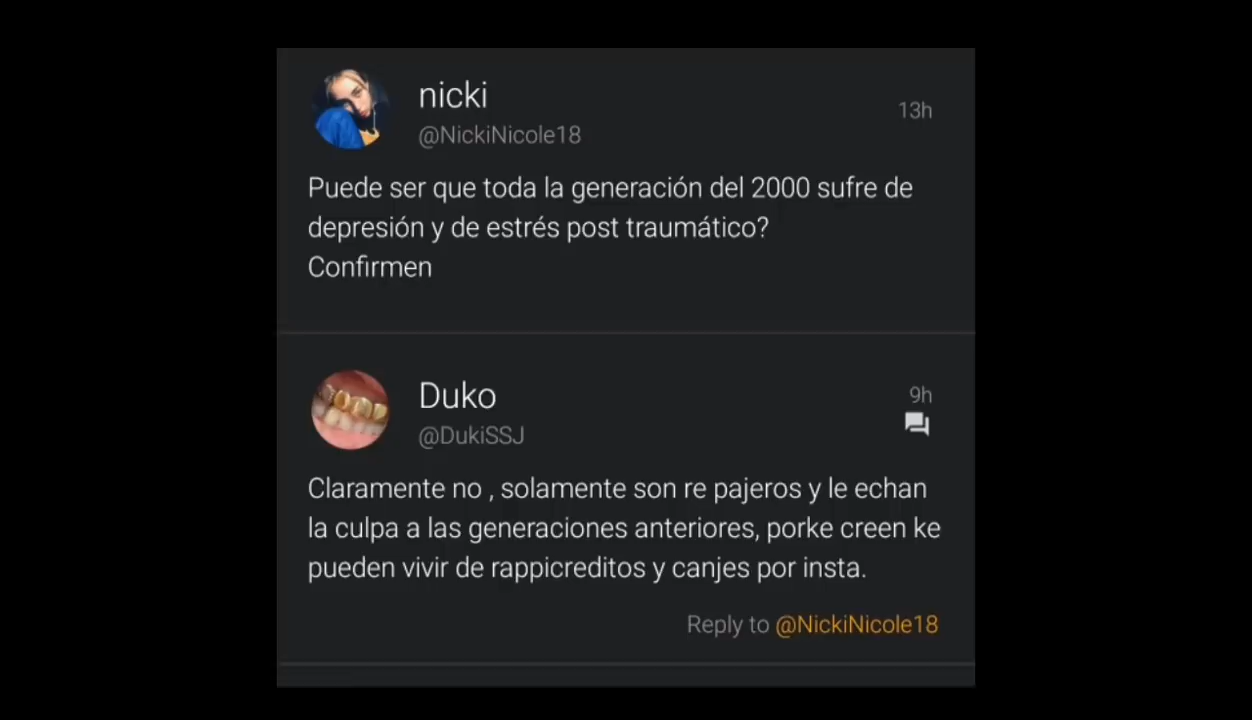 nicki
13h
@NickiNicole18
Puede ser que toda la generación del 2000 sufre de
depresión y de estrés post traumático?
Confirmen
Duko
9h
@DukiSSJ
Claramente no , solamente son re pajeros y le echan
la culpa a las generaciones anteriores, porke creen ke
pueden vivir de rappicreditos y canjes por insta.
Reply to @NickiNicole18